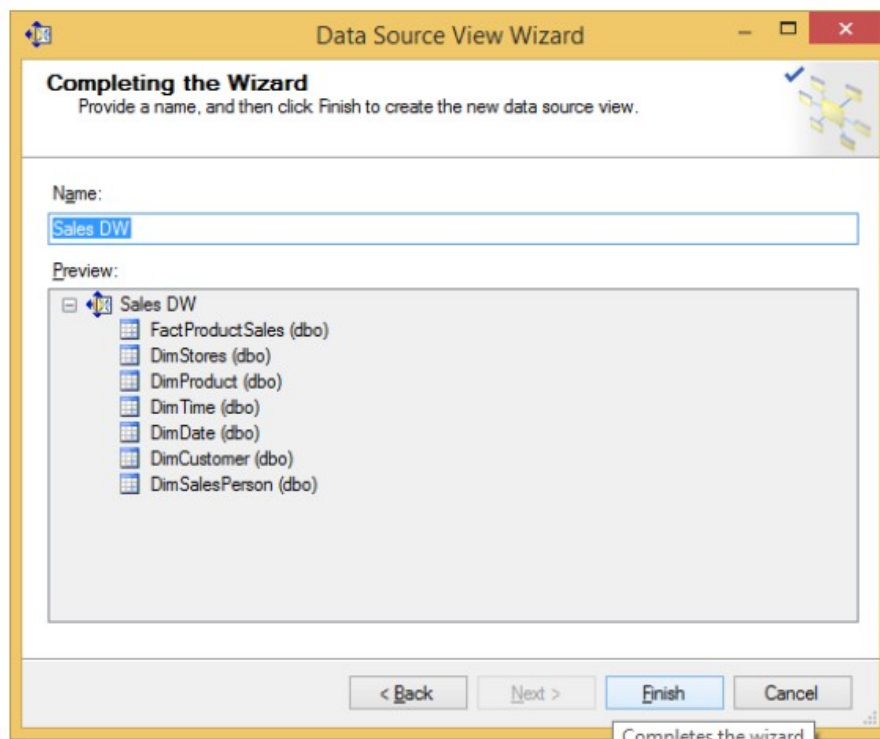 Data Source View Wizard
Completing the Wizard
Provide a name, and then click Finish to create the new data source view.
Name:
Sales DW
Preview:
Sales DW
FactProductSales (dbo)
DimStores (dbo)
DimProduct (dbo)
DimTime (dbo)
DimDate (dbo)
DimCustomer (dbo)
DimSalesPerson (dbo)
< Back Next > Finish Cancel
Completes the wizard